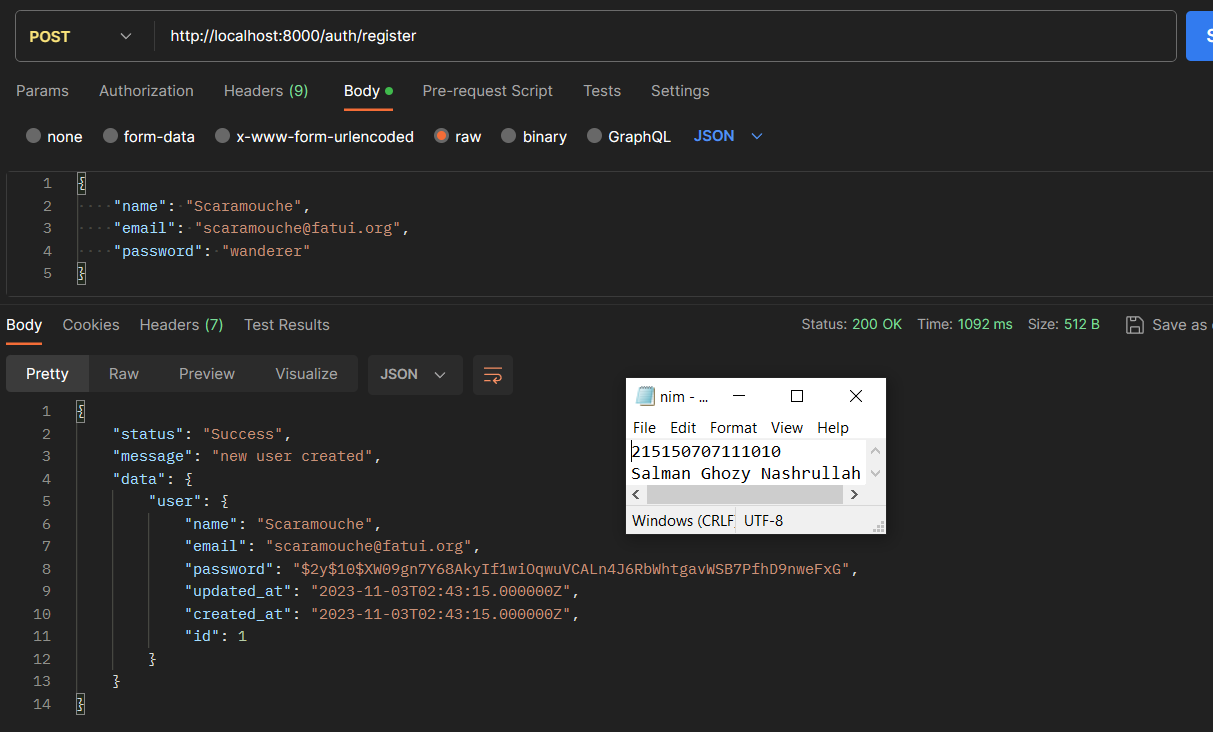 POST http://localhost:8000/auth/register S
Params Authorization Headers (9) Body Pre-request Script Tests Settings
none form-data x-www-form-urlencoded raw binary GraphQL JSON
1 {
2 "name": "Scaramouche",
3 "email": "scaramouche@fatui.org",
4 "password": "wanderer"
5 }
Body Cookies Headers (7) Test Results Status: 200 OK Time: 1092 ms Size: 512 B Save as
Pretty Raw Preview Visualize JSON
1 {
2 "status": "Success",
3 "message": "new user created",
4 "data": {
5 "user": {
6 "name": "Scaramouche",
7 "email": "scaramouche@fatui.org",
8 "password": "$2y$10$XW09gn7Y68AkyIf1wiOqwuVCALn4J6RbWhtgavWSB7PfhD9nweFxG",
9 "updated_at": "2023-11-03T02:43:15.000000Z",
10 "created_at": "2023-11-03T02:43:15.000000Z",
11 "id": 1
12 }
13 }
14 }
nim - ...
File Edit Format View Help
215150707111010
Salman Ghozy Nashrullah
Windows (CRLF UTF-8